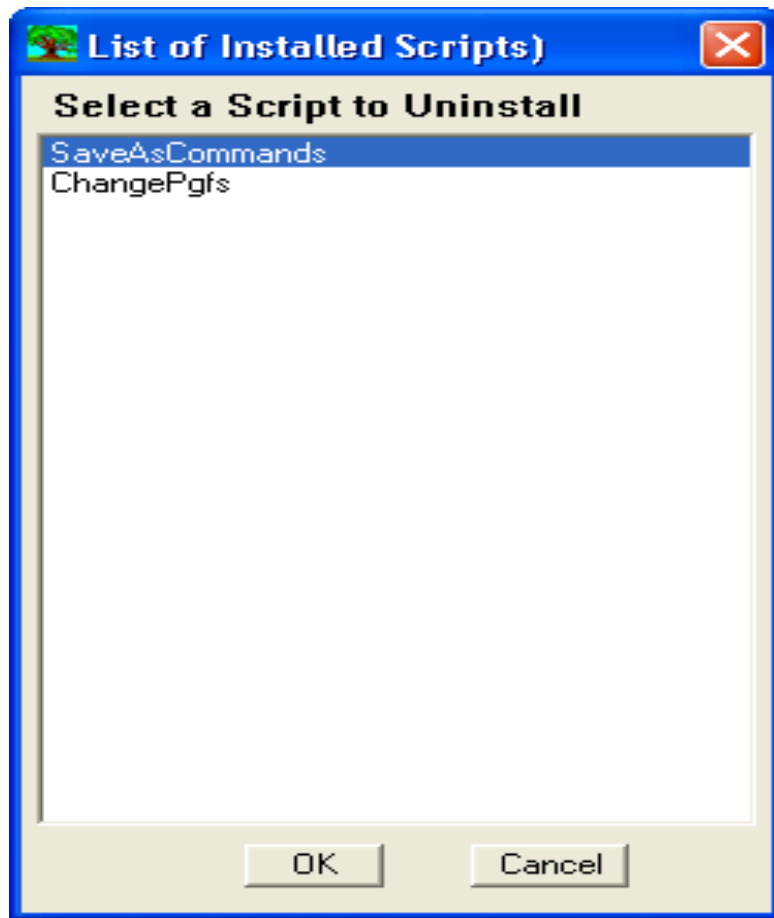 List of Installed Scripts)
Select a Script to Uninstall
SaveAsCommands
ChangePgfs
OK
Cancel